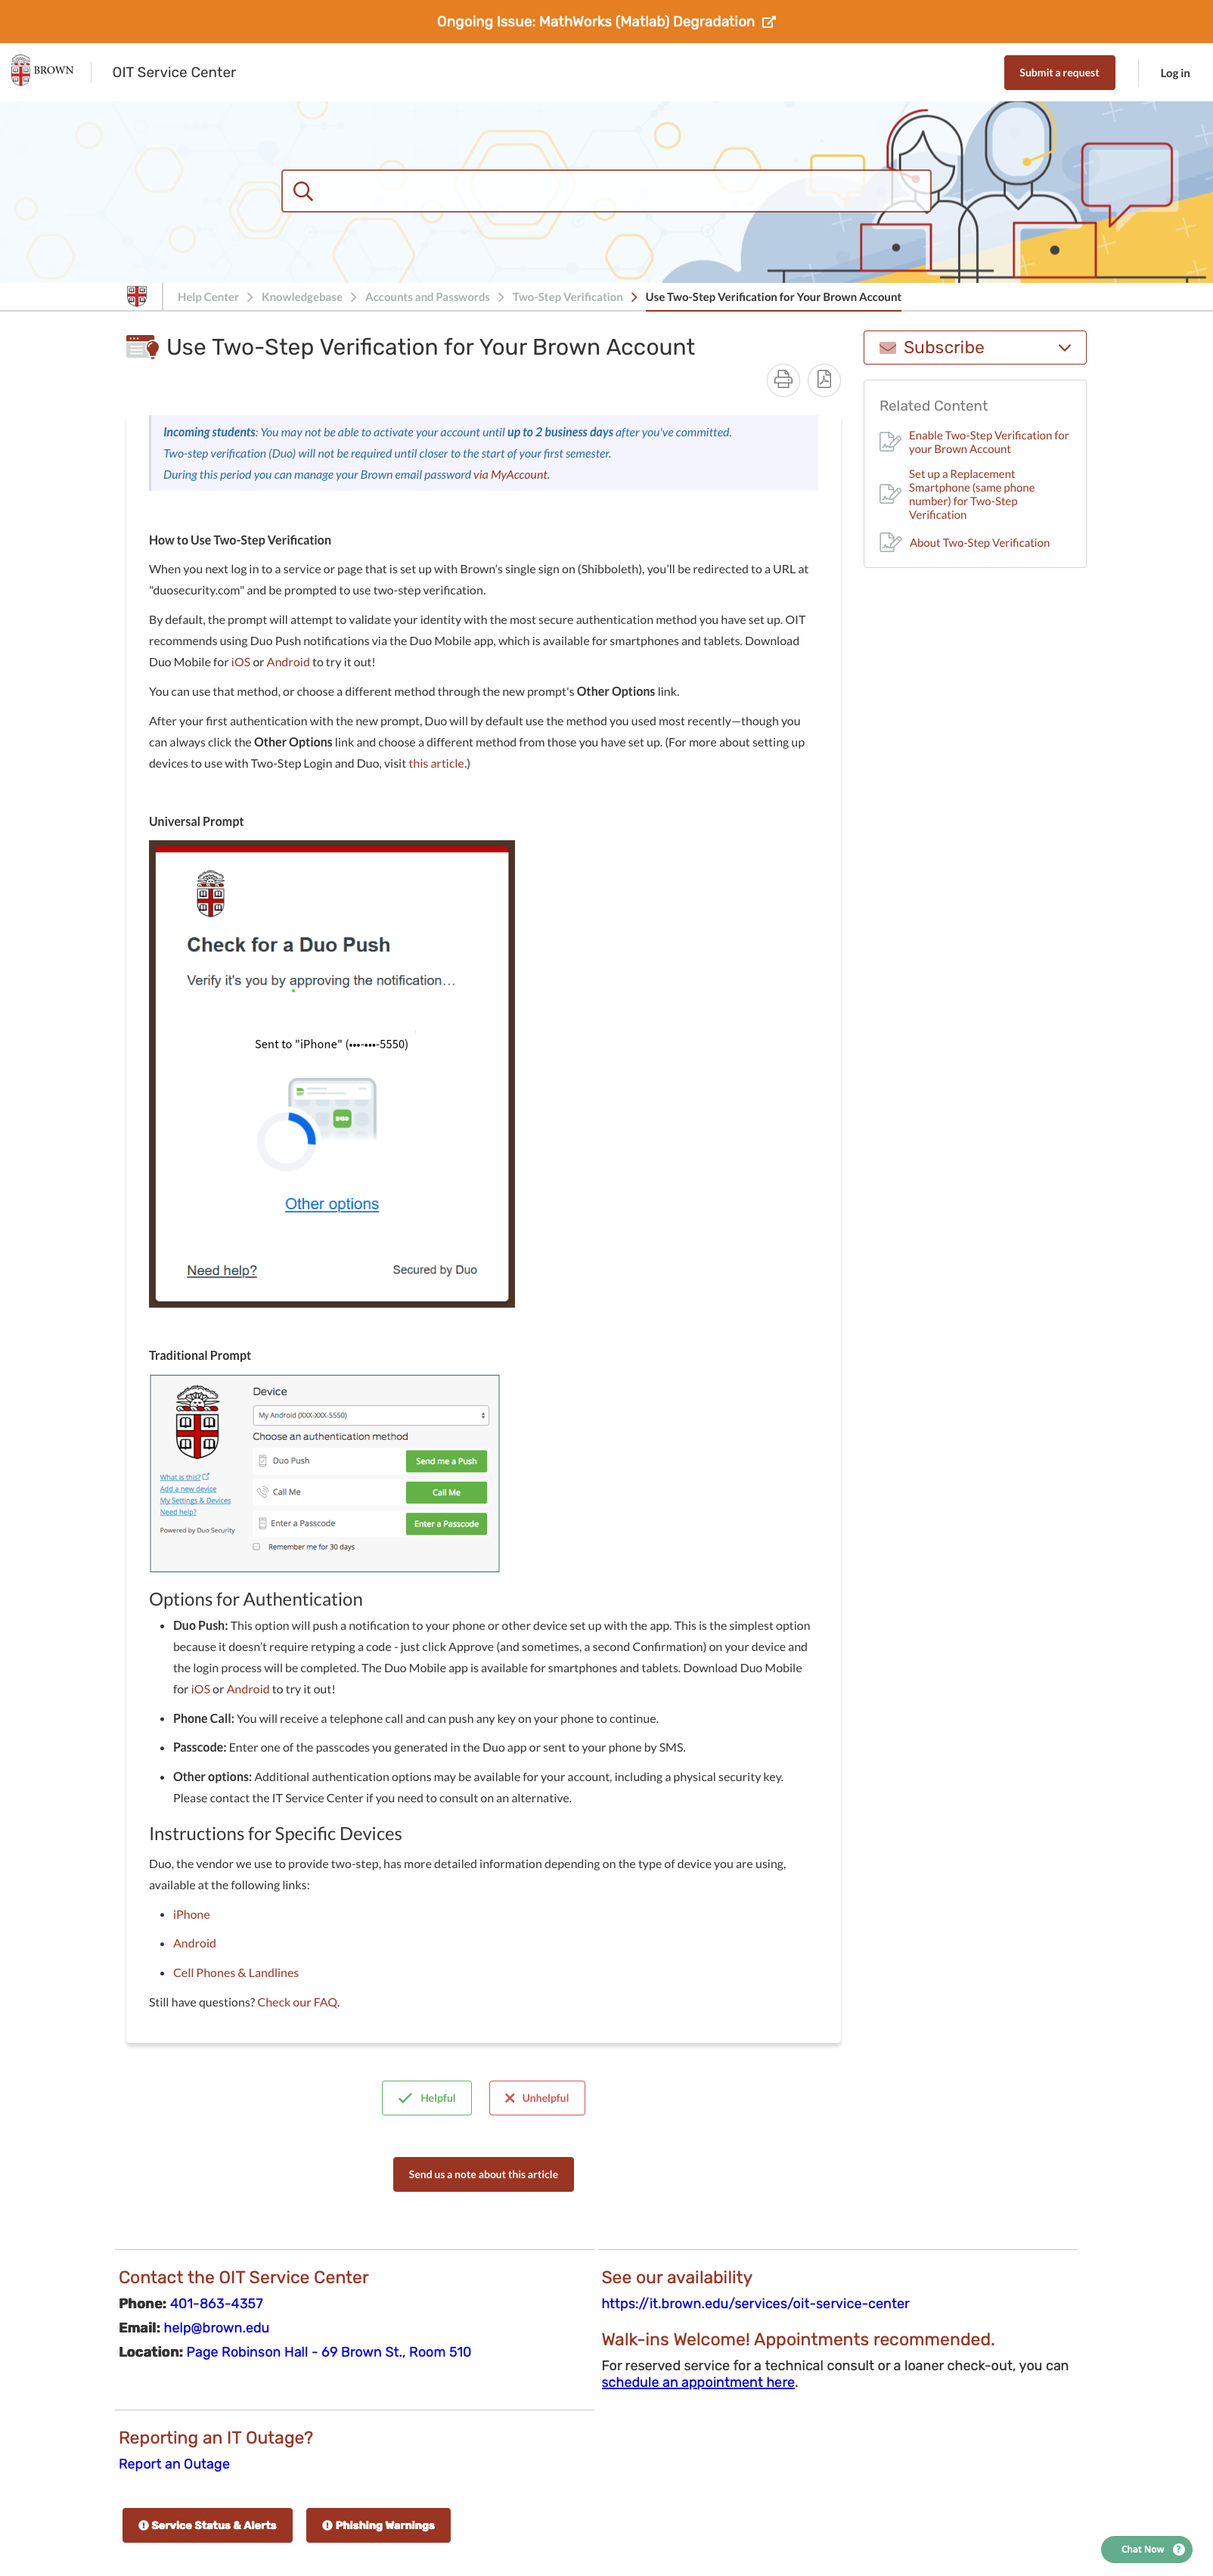 Ongoing Issue: MathWorks (Matlab) Degradation
BROWN
OIT Service Center
Submit a request
Log in
Help Center
Knowledgebase
Accounts and Passwords
Two-Step Verification
Use Two-Step Verification for Your Brown Account
Use Two-Step Verification for Your Brown Account
Subscribe
Related Content
Enable Two-Step Verification for
your Brown Account
Set up a Replacement
Smartphone (same phone
number) for Two-Step
Verification
About Two-Step Verification
Incoming students: You may not be able to activate your account until up to 2 business days after you've committed.
Two-step verification (Duo) will not be required until closer to the start of your first semester.
During this period you can manage your Brown email password via MyAccount.
How to Use Two-Step Verification
When you next log in to a service or page that is set up with Brown's single sign on (Shibboleth), you'll be redirected to a URL at
"duosecurity.com" and be prompted to use two-step verification.
By default, the prompt will attempt to validate your identity with the most secure authentication method you have set up. OIT
recommends using Duo Push notifications via the Duo Mobile app, which is available for smartphones and tablets. Download
Duo Mobile for iOS or Android to try it out!
You can use that method, or choose a different method through the new prompt's Other Options link.
After your first authentication with the new prompt, Duo will by default use the method you used most recently—though you
can always click the Other Options link and choose a different method from those you have set up. (For more about setting up
devices to use with Two-Step Login and Duo, visit this article.)
Universal Prompt
Check for a Duo Push
Verify it's you by approving the notification...
Sent to "iPhone" (•••-•••-5550)
DUO
Other options
Need help?
Secured by Duo
Traditional Prompt
Device
My Android (XXX-XXX-5550)
Choose an authentication method
Duo Push
Send me a Push
Call Me
Call Me
Enter a Passcode
Enter a Passcode
Remember me for 30 days
What is this?
Add a new device
My Settings & Devices
Need help?
Powered by Duo Security
Options for Authentication
• Duo Push: This option will push a notification to your phone or other device set up with the app. This is the simplest option
because it doesn't require retyping a code - just click Approve (and sometimes, a second Confirmation) on your device and
the login process will be completed. The Duo Mobile app is available for smartphones and tablets. Download Duo Mobile
for iOS or Android to try it out!
• Phone Call: You will receive a telephone call and can push any key on your phone to continue.
• Passcode: Enter one of the passcodes you generated in the Duo app or sent to your phone by SMS.
• Other options: Additional authentication options may be available for your account, including a physical security key.
Please contact the IT Service Center if you need to consult on an alternative.
Instructions for Specific Devices
Duo, the vendor we use to provide two-step, has more detailed information depending on the type of device you are using,
available at the following links:
• iPhone
• Android
• Cell Phones & Landlines
Still have questions? Check our FAQ.
Helpful
Unhelpful
Send us a note about this article
Contact the OIT Service Center
Phone: 401-863-4357
Email: help@brown.edu
Location: Page Robinson Hall - 69 Brown St., Room 510
See our availability
https://it.brown.edu/services/oit-service-center
Walk-ins Welcome! Appointments recommended.
For reserved service for a technical consult or a loaner check-out, you can
schedule an appointment here.
Reporting an IT Outage?
Report an Outage
Service Status & Alerts
Phishing Warnings
Chat Now ?